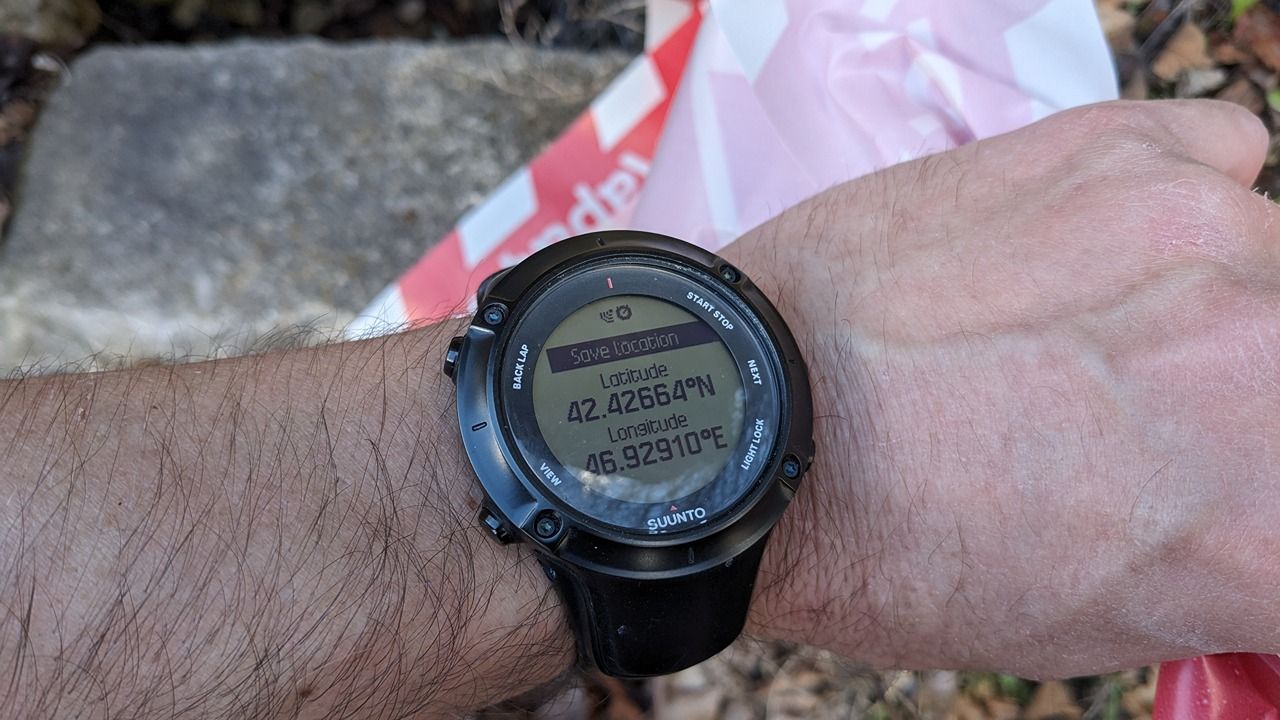 START STOP
BACK LAP
NEXT
LIGHT LOCK
VIEW
Save location
Latitude
42.42664°N
Longitude
46.92910°E
SUUNTO